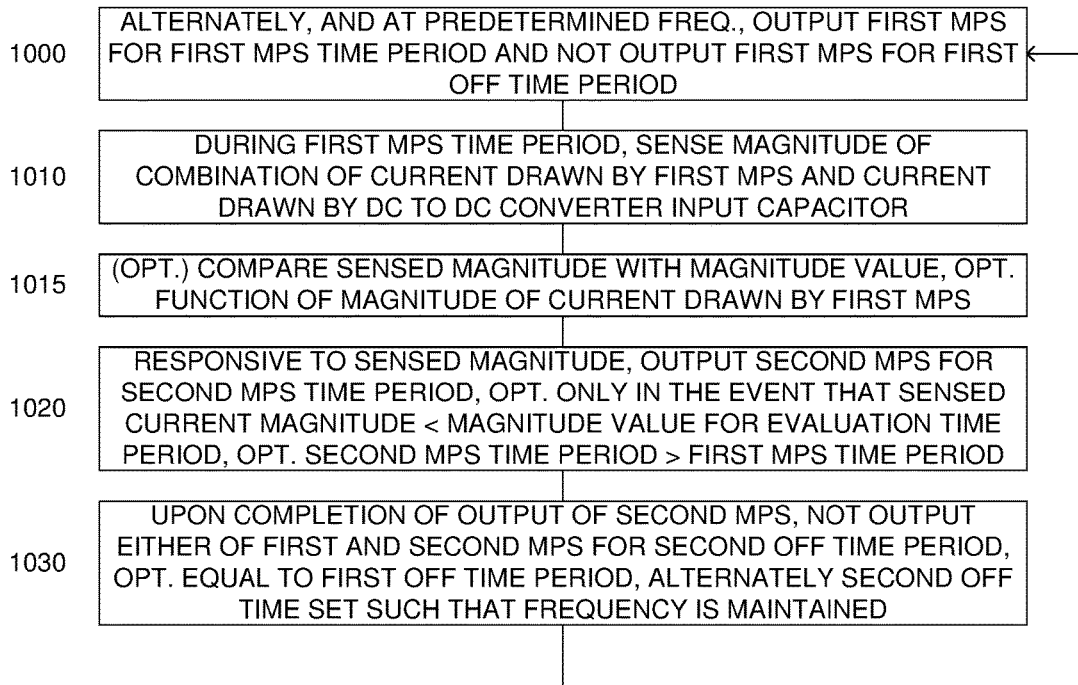 1000
ALTERNATELY, AND AT PREDETERMINED FREQ., OUTPUT FIRST MPS
FOR FIRST MPS TIME PERIOD AND NOT OUTPUT FIRST MPS FOR FIRST
OFF TIME PERIOD
1010
DURING FIRST MPS TIME PERIOD, SENSE MAGNITUDE OF
COMBINATION OF CURRENT DRAWN BY FIRST MPS AND CURRENT
DRAWN BY DC TO DC CONVERTER INPUT CAPACITOR
1015
(OPT.) COMPARE SENSED MAGNITUDE WITH MAGNITUDE VALUE, OPT.
FUNCTION OF MAGNITUDE OF CURRENT DRAWN BY FIRST MPS
1020
RESPONSIVE TO SENSED MAGNITUDE, OUTPUT SECOND MPS FOR
SECOND MPS TIME PERIOD, OPT. ONLY IN THE EVENT THAT SENSED
CURRENT MAGNITUDE < MAGNITUDE VALUE FOR EVALUATION TIME
PERIOD, OPT. SECOND MPS TIME PERIOD > FIRST MPS TIME PERIOD
1030
UPON COMPLETION OF OUTPUT OF SECOND MPS, NOT OUTPUT
EITHER OF FIRST AND SECOND MPS FOR SECOND OFF TIME PERIOD,
OPT. EQUAL TO FIRST OFF TIME PERIOD, ALTERNATELY SECOND OFF
TIME SET SUCH THAT FREQUENCY IS MAINTAINED